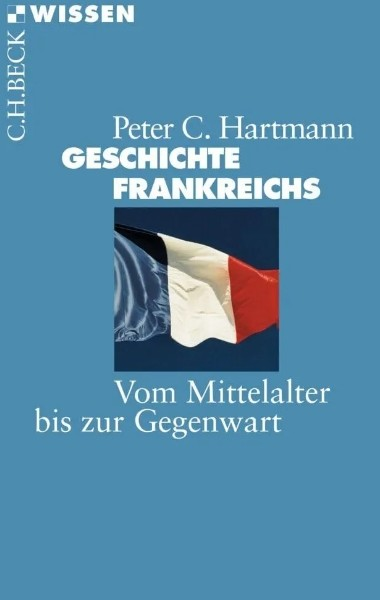 C.H.BECK
WISSEN
Peter C. Hartmann
GESCHICHTE
FRANKREICHS
Vom Mittelalter
bis zur Gegenwart